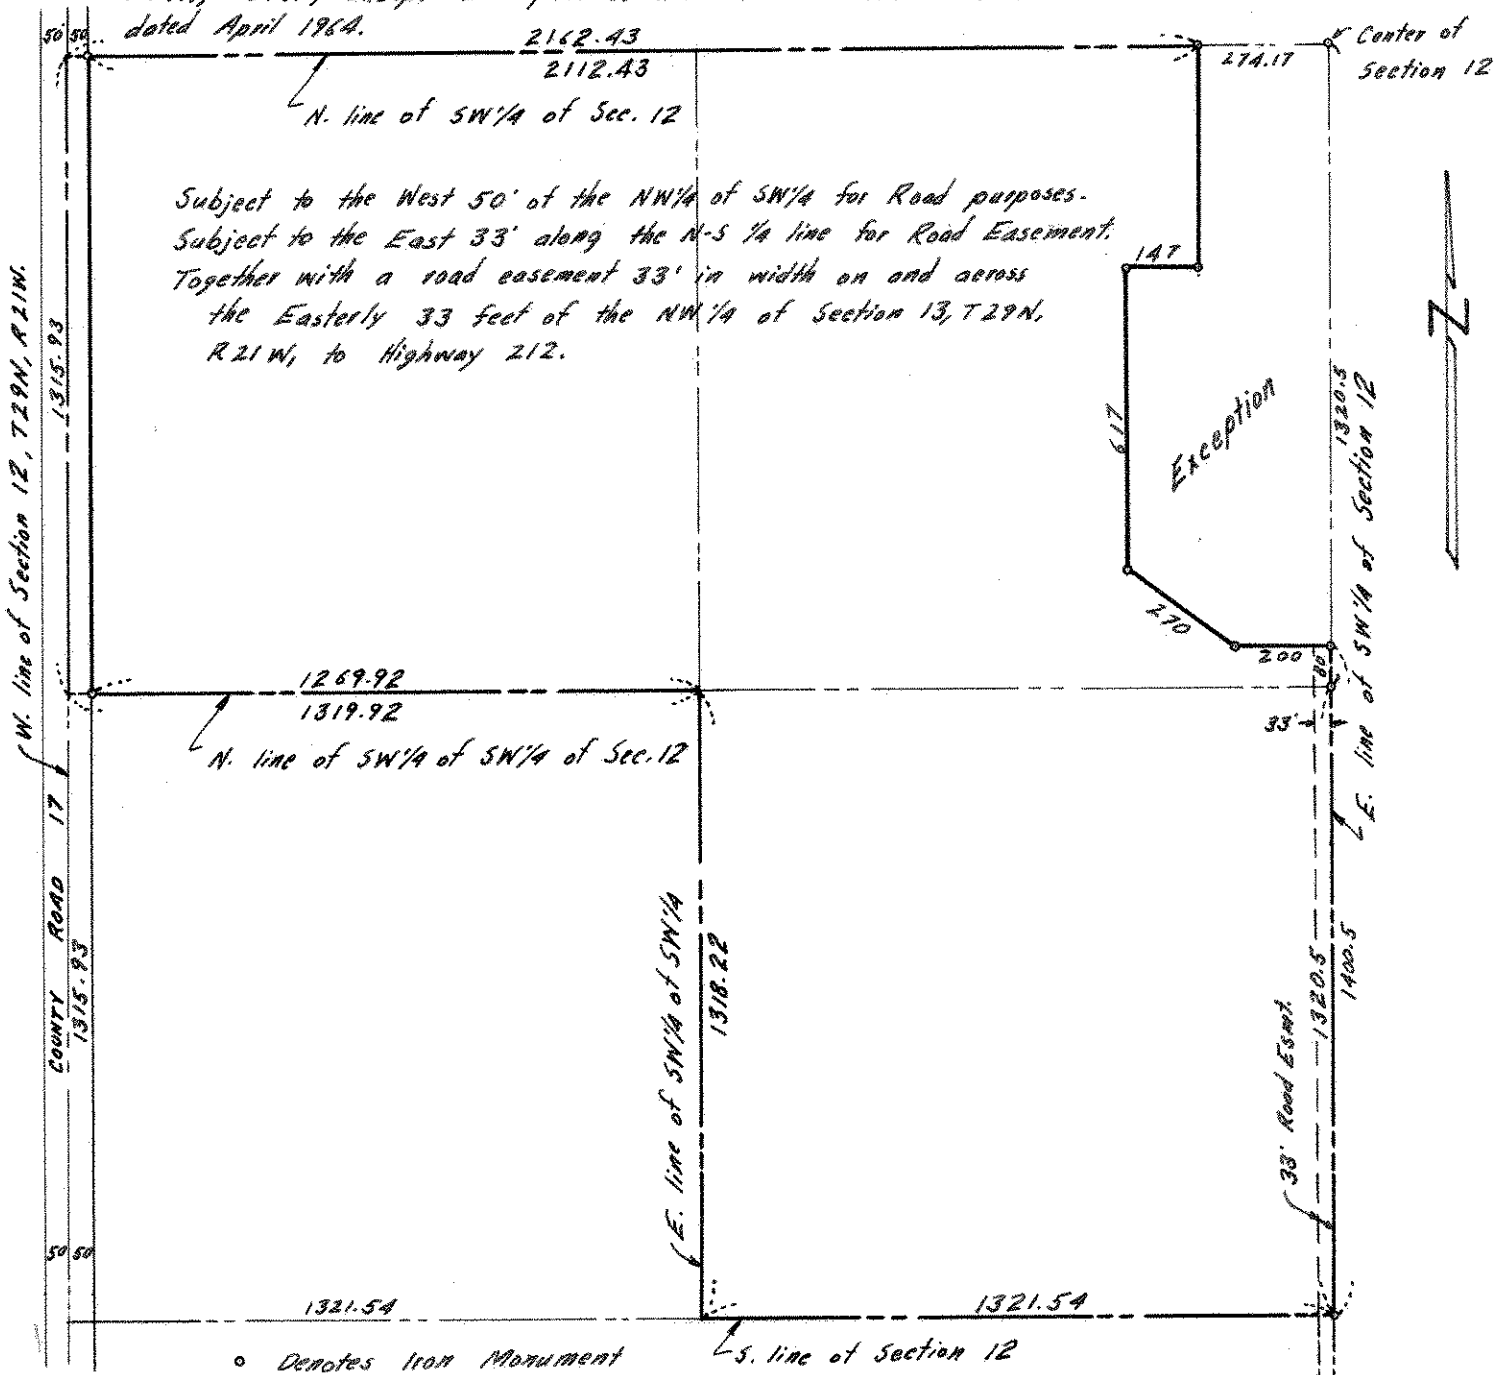 dated April 1964.
50' 50'
2162.43
2112.43
274.17
Center of
Section 12
N. line of SW¼ of Sec. 12
Subject to the West 50' of the NW¼ of SW¼ for Road purposes.
Subject to the East 33' along the N-S ¼ line for Road Easement.
Together with a road easement 33' in width on and across
the Easterly 33 feet of the NW¼ of Section 13, T29N,
R21W, to Highway 212.
147
N
W. line of Section 12, T29N, R21W.
1315.93
617
Exception
1320.5
E. line of SW¼ of Section 12
270
200
80
33'
1269.92
1319.92
N. line of SW¼ of SW¼ of Sec. 12
COUNTY ROAD 17
1315.93
E. line of SW¼ of SW¼
1318.22
1320.5
1400.5
33' Road Esmt.
50' 50'
1321.54
1321.54
Denotes Iron Monument
S. line of Section 12